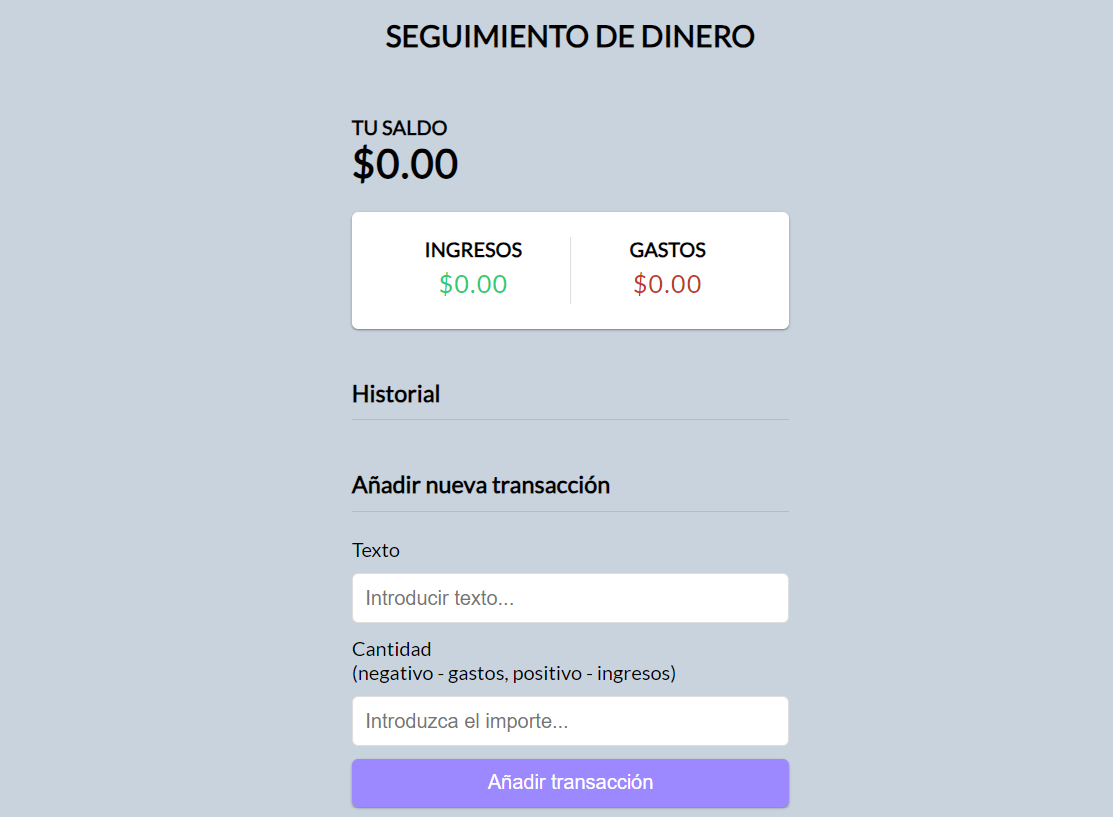 SEGUIMIENTO DE DINERO
TU SALDO
$0.00
INGRESOS
$0.00
GASTOS
$0.00
Historial
Añadir nueva transacción
Texto
Introducir texto...
Cantidad
(negativo - gastos, positivo - ingresos)
Introduzca el importe...
Añadir transacción